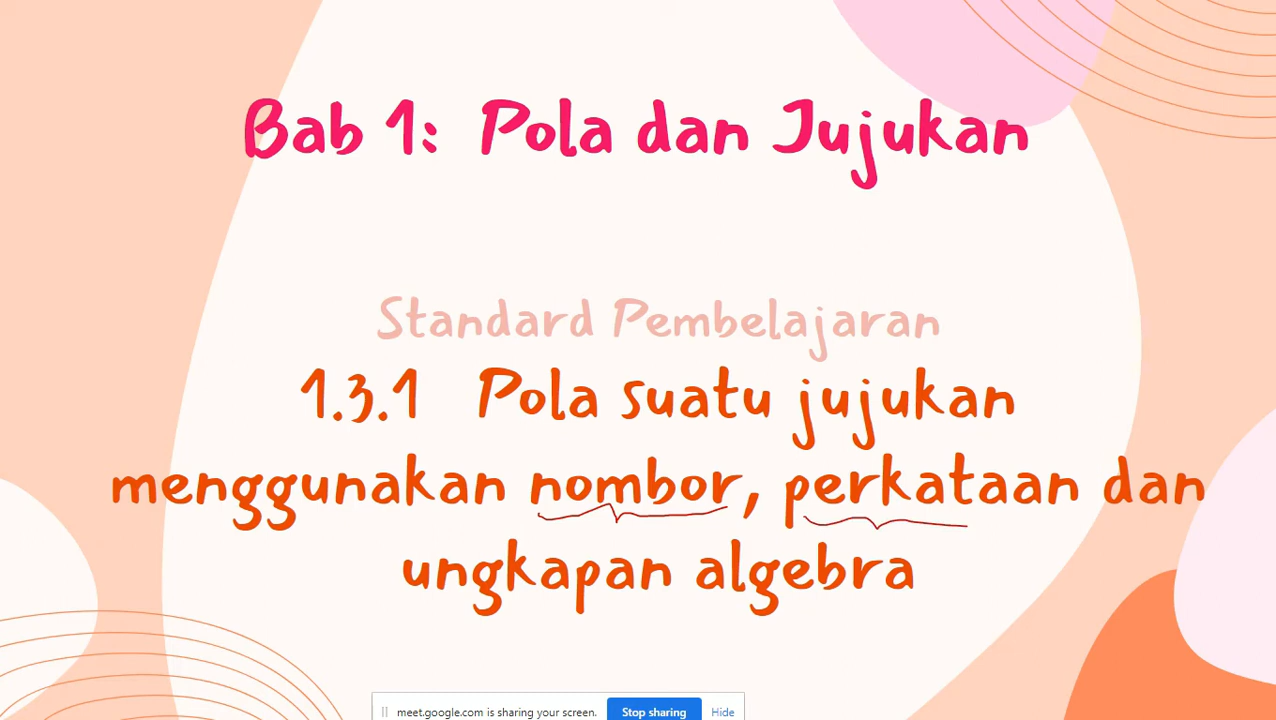 Bab 1: Pola dan Jujukan
Standard Pembelajaran
1.3.1 Pola suatu jujukan
menggunakan nombor, perkataan dan
ungkapan algebra
meet.google.com is sharing your screen. Stop sharing Hide